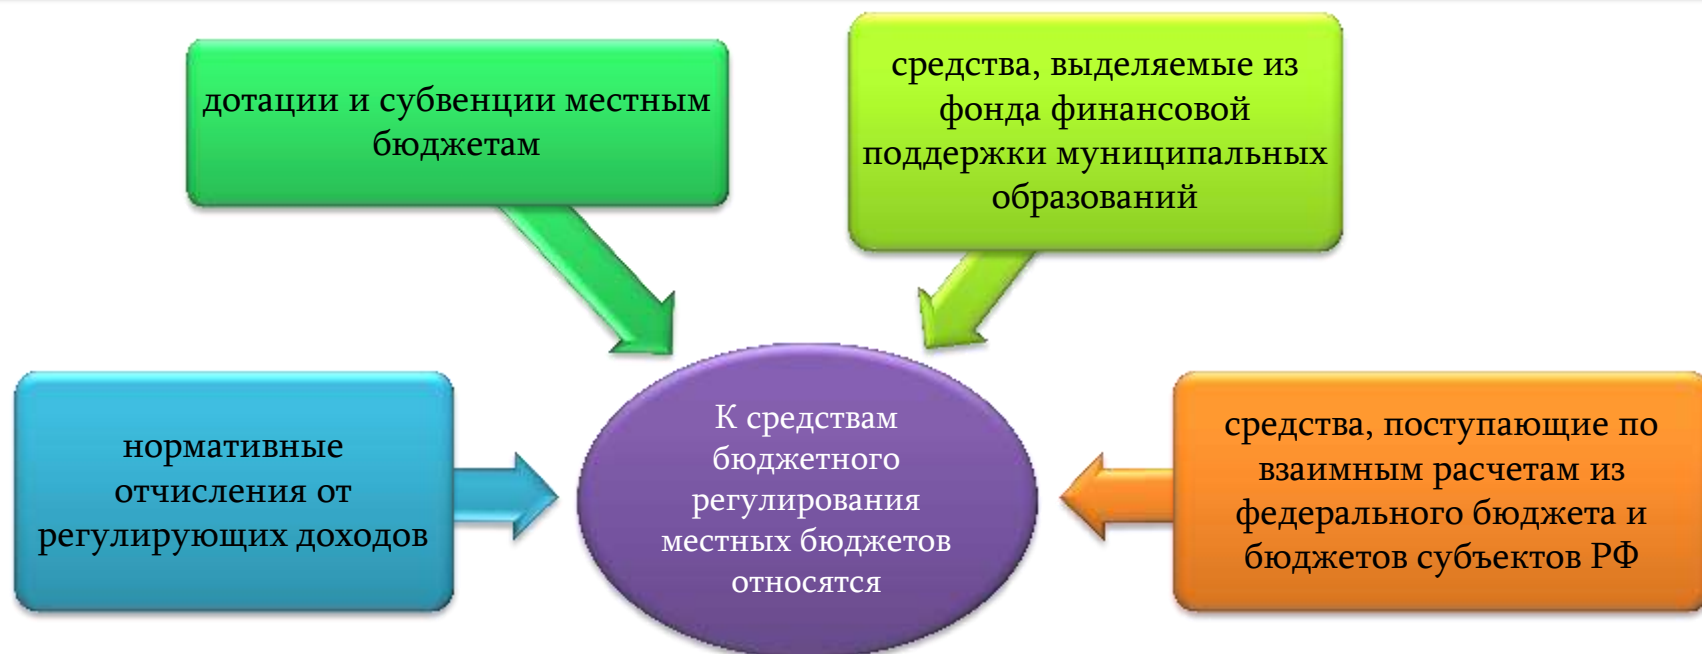 дотации и субвенции местным
бюджетам
средства, выделяемые из
фонда финансовой
поддержки муниципальных
образований
нормативные
отчисления от
регулирующих доходов
К средствам
бюджетного
регулирования
местных бюджетов
относятся
средства, поступающие по
взаимным расчетам из
федерального бюджета и
бюджетов субъектов РФ